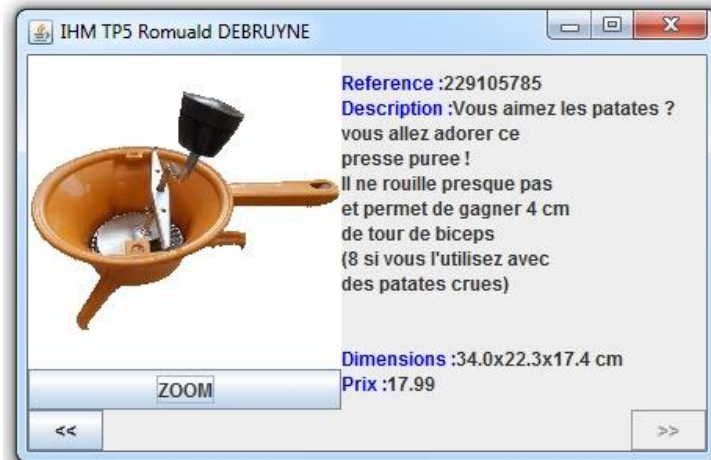 IHM TP5 Romuald DEBRUYNE
Reference :229105785
Description :Vous aimez les patates ?
vous allez adorer ce
presse puree !
Il ne rouille presque pas
et permet de gagner 4 cm
de tour de biceps
(8 si vous l'utilisez avec
des patates crues)
Dimensions :34.0x22.3x17.4 cm
Prix :17.99
ZOOM
<< >>